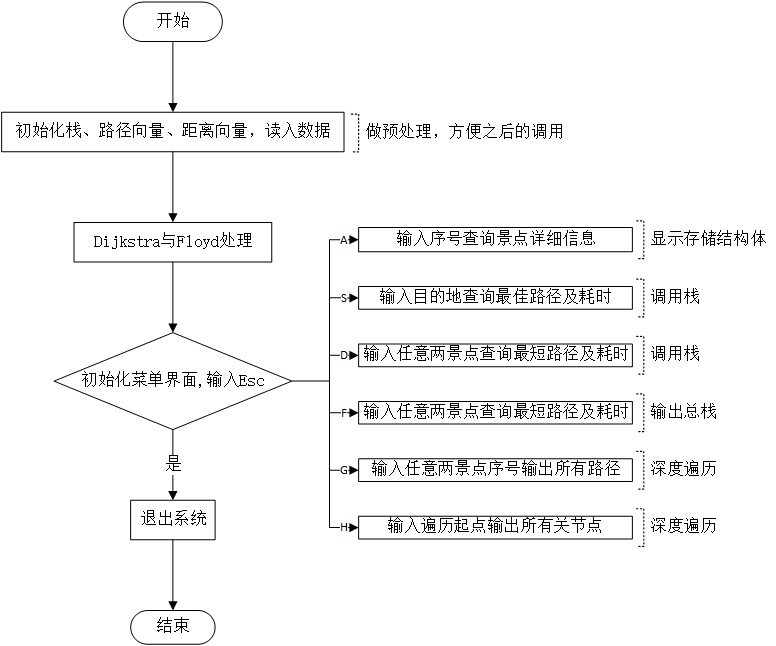 开始
初始化栈、路径向量、距离向量，读入数据
做预处理，方便之后的调用
Dijkstra与Floyd处理
A
输入序号查询景点详细信息
显示存储结构体
S
输入目的地查询最佳路径及耗时
调用栈
D
输入任意两景点查询最短路径及耗时
调用栈
初始化菜单界面,输入Esc
F
输入任意两景点查询最短路径及耗时
输出总栈
是
G
输入任意两景点序号输出所有路径
深度遍历
退出系统
H
输入遍历起点输出所有关节点
深度遍历
结束